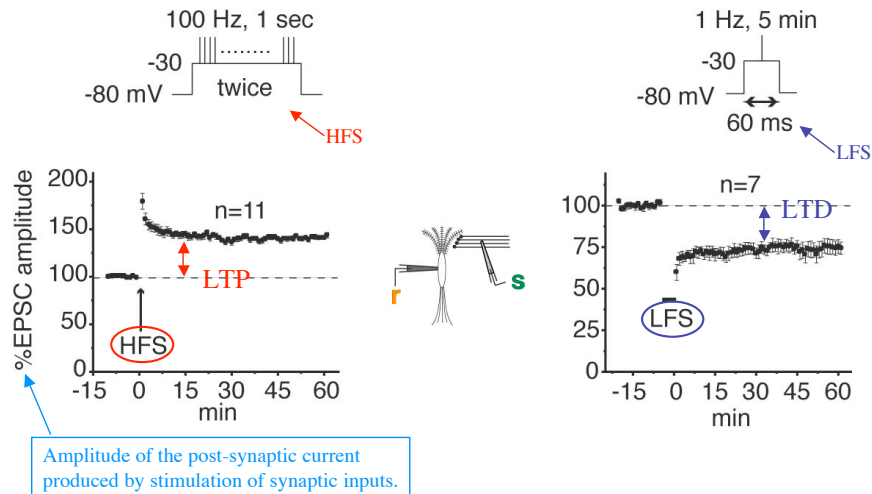 100 Hz, 1 sec
-30
twice
-80 mV
HFS
1 Hz, 5 min
-30
-80 mV
60 ms
LFS
%EPSC amplitude
200
150
100
50
0
n=11
LTP
HFS
-15 0 15 30 45 60
min
r
s
100
75
50
25
0
n=7
LTD
LFS
-15 0 15 30 45 60
min
Amplitude of the post-synaptic current
produced by stimulation of synaptic inputs.